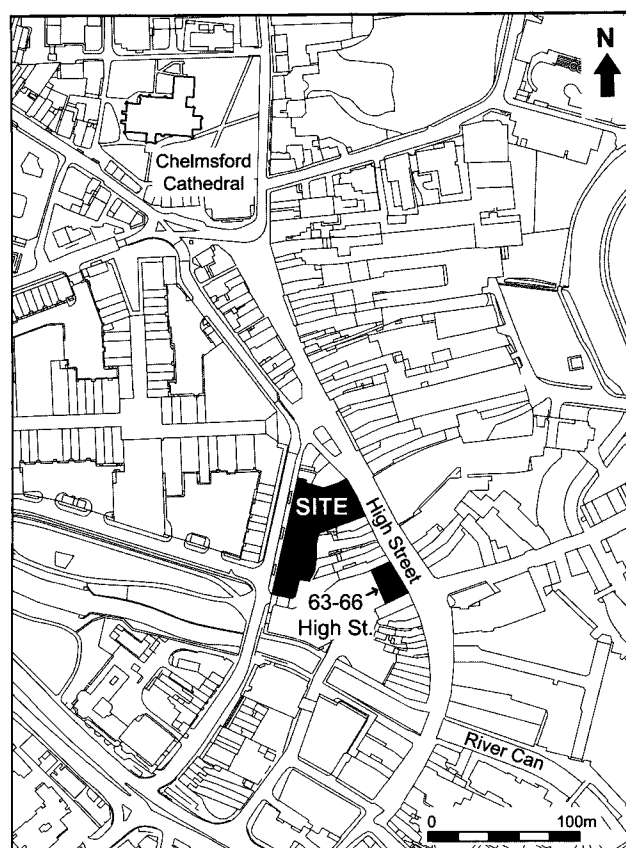 N
Chelmsford
Cathedral
SITE
High Street
63-66
High St.
River Can
0 100m